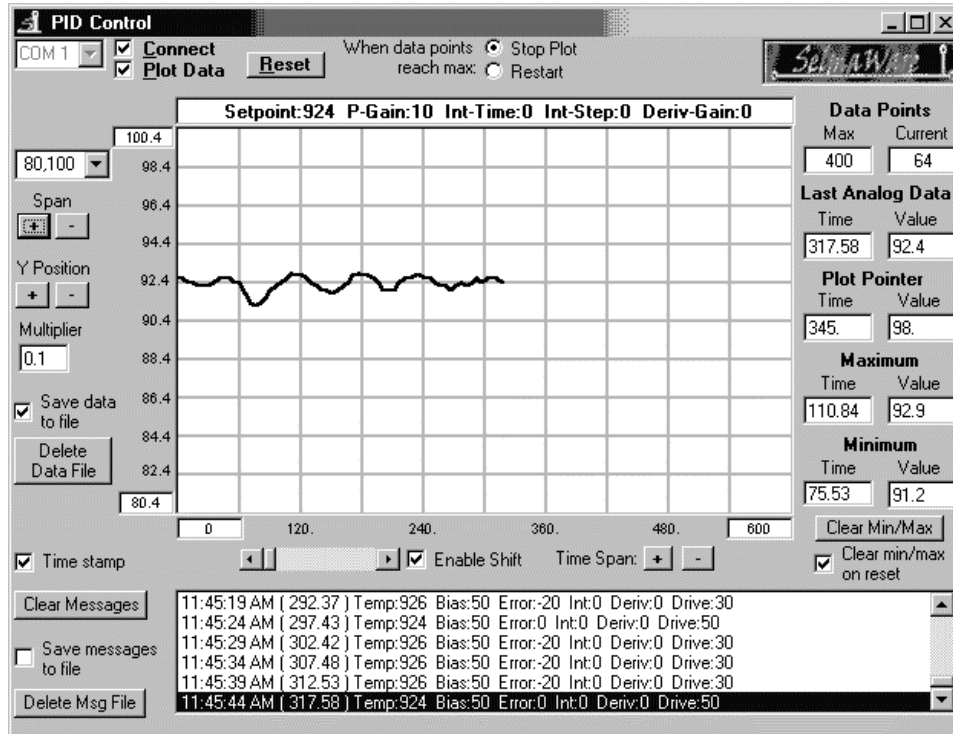 PID Control
COM 1
Connect
Plot Data
Reset
When data points
reach max:
Stop Plot
Restart
SelmaWare
Setpoint:924 P-Gain:10 Int-Time:0 Int-Step:0 Deriv-Gain:0
100.4
98.4
96.4
94.4
92.4
90.4
88.4
86.4
84.4
82.4
80.4
0
120.
240.
360.
480.
600
80,100
Span
+
-
Y Position
+
-
Multiplier
0.1
Save data
to file
Delete
Data File
Data Points
Max
Current
400
64
Last Analog Data
Time
Value
317.58
92.4
Plot Pointer
Time
Value
345.
98.
Maximum
Time
Value
110.84
92.9
Minimum
Time
Value
75.53
91.2
Clear Min/Max
Clear min/max
on reset
Time stamp
Enable Shift
Time Span:
+
-
Clear Messages
Save messages
to file
Delete Msg File
11:45:19 AM ( 292.37 ) Temp:926 Bias:50 Error:-20 Int:0 Deriv:0 Drive:30
11:45:24 AM ( 297.43 ) Temp:924 Bias:50 Error:0 Int:0 Deriv:0 Drive:50
11:45:29 AM ( 302.42 ) Temp:926 Bias:50 Error:-20 Int:0 Deriv:0 Drive:30
11:45:34 AM ( 307.48 ) Temp:926 Bias:50 Error:-20 Int:0 Deriv:0 Drive:30
11:45:39 AM ( 312.53 ) Temp:926 Bias:50 Error:-20 Int:0 Deriv:0 Drive:30
11:45:44 AM ( 317.58 ) Temp:924 Bias:50 Error:0 Int:0 Deriv:0 Drive:50